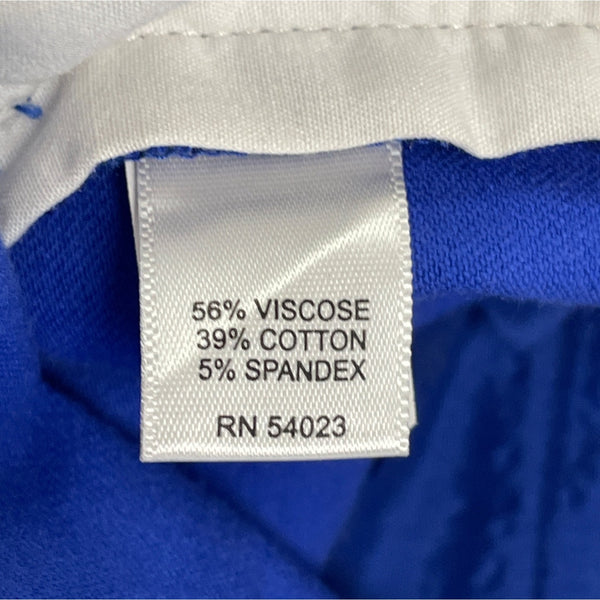 56% VISCOSE
39% COTTON
5% SPANDEX
RN 54023